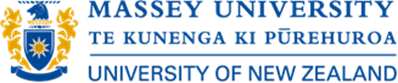 MASSEY UNIVERSITY
TE KUNENGA KI PŪREHUROA
UNIVERSITY OF NEW ZEALAND